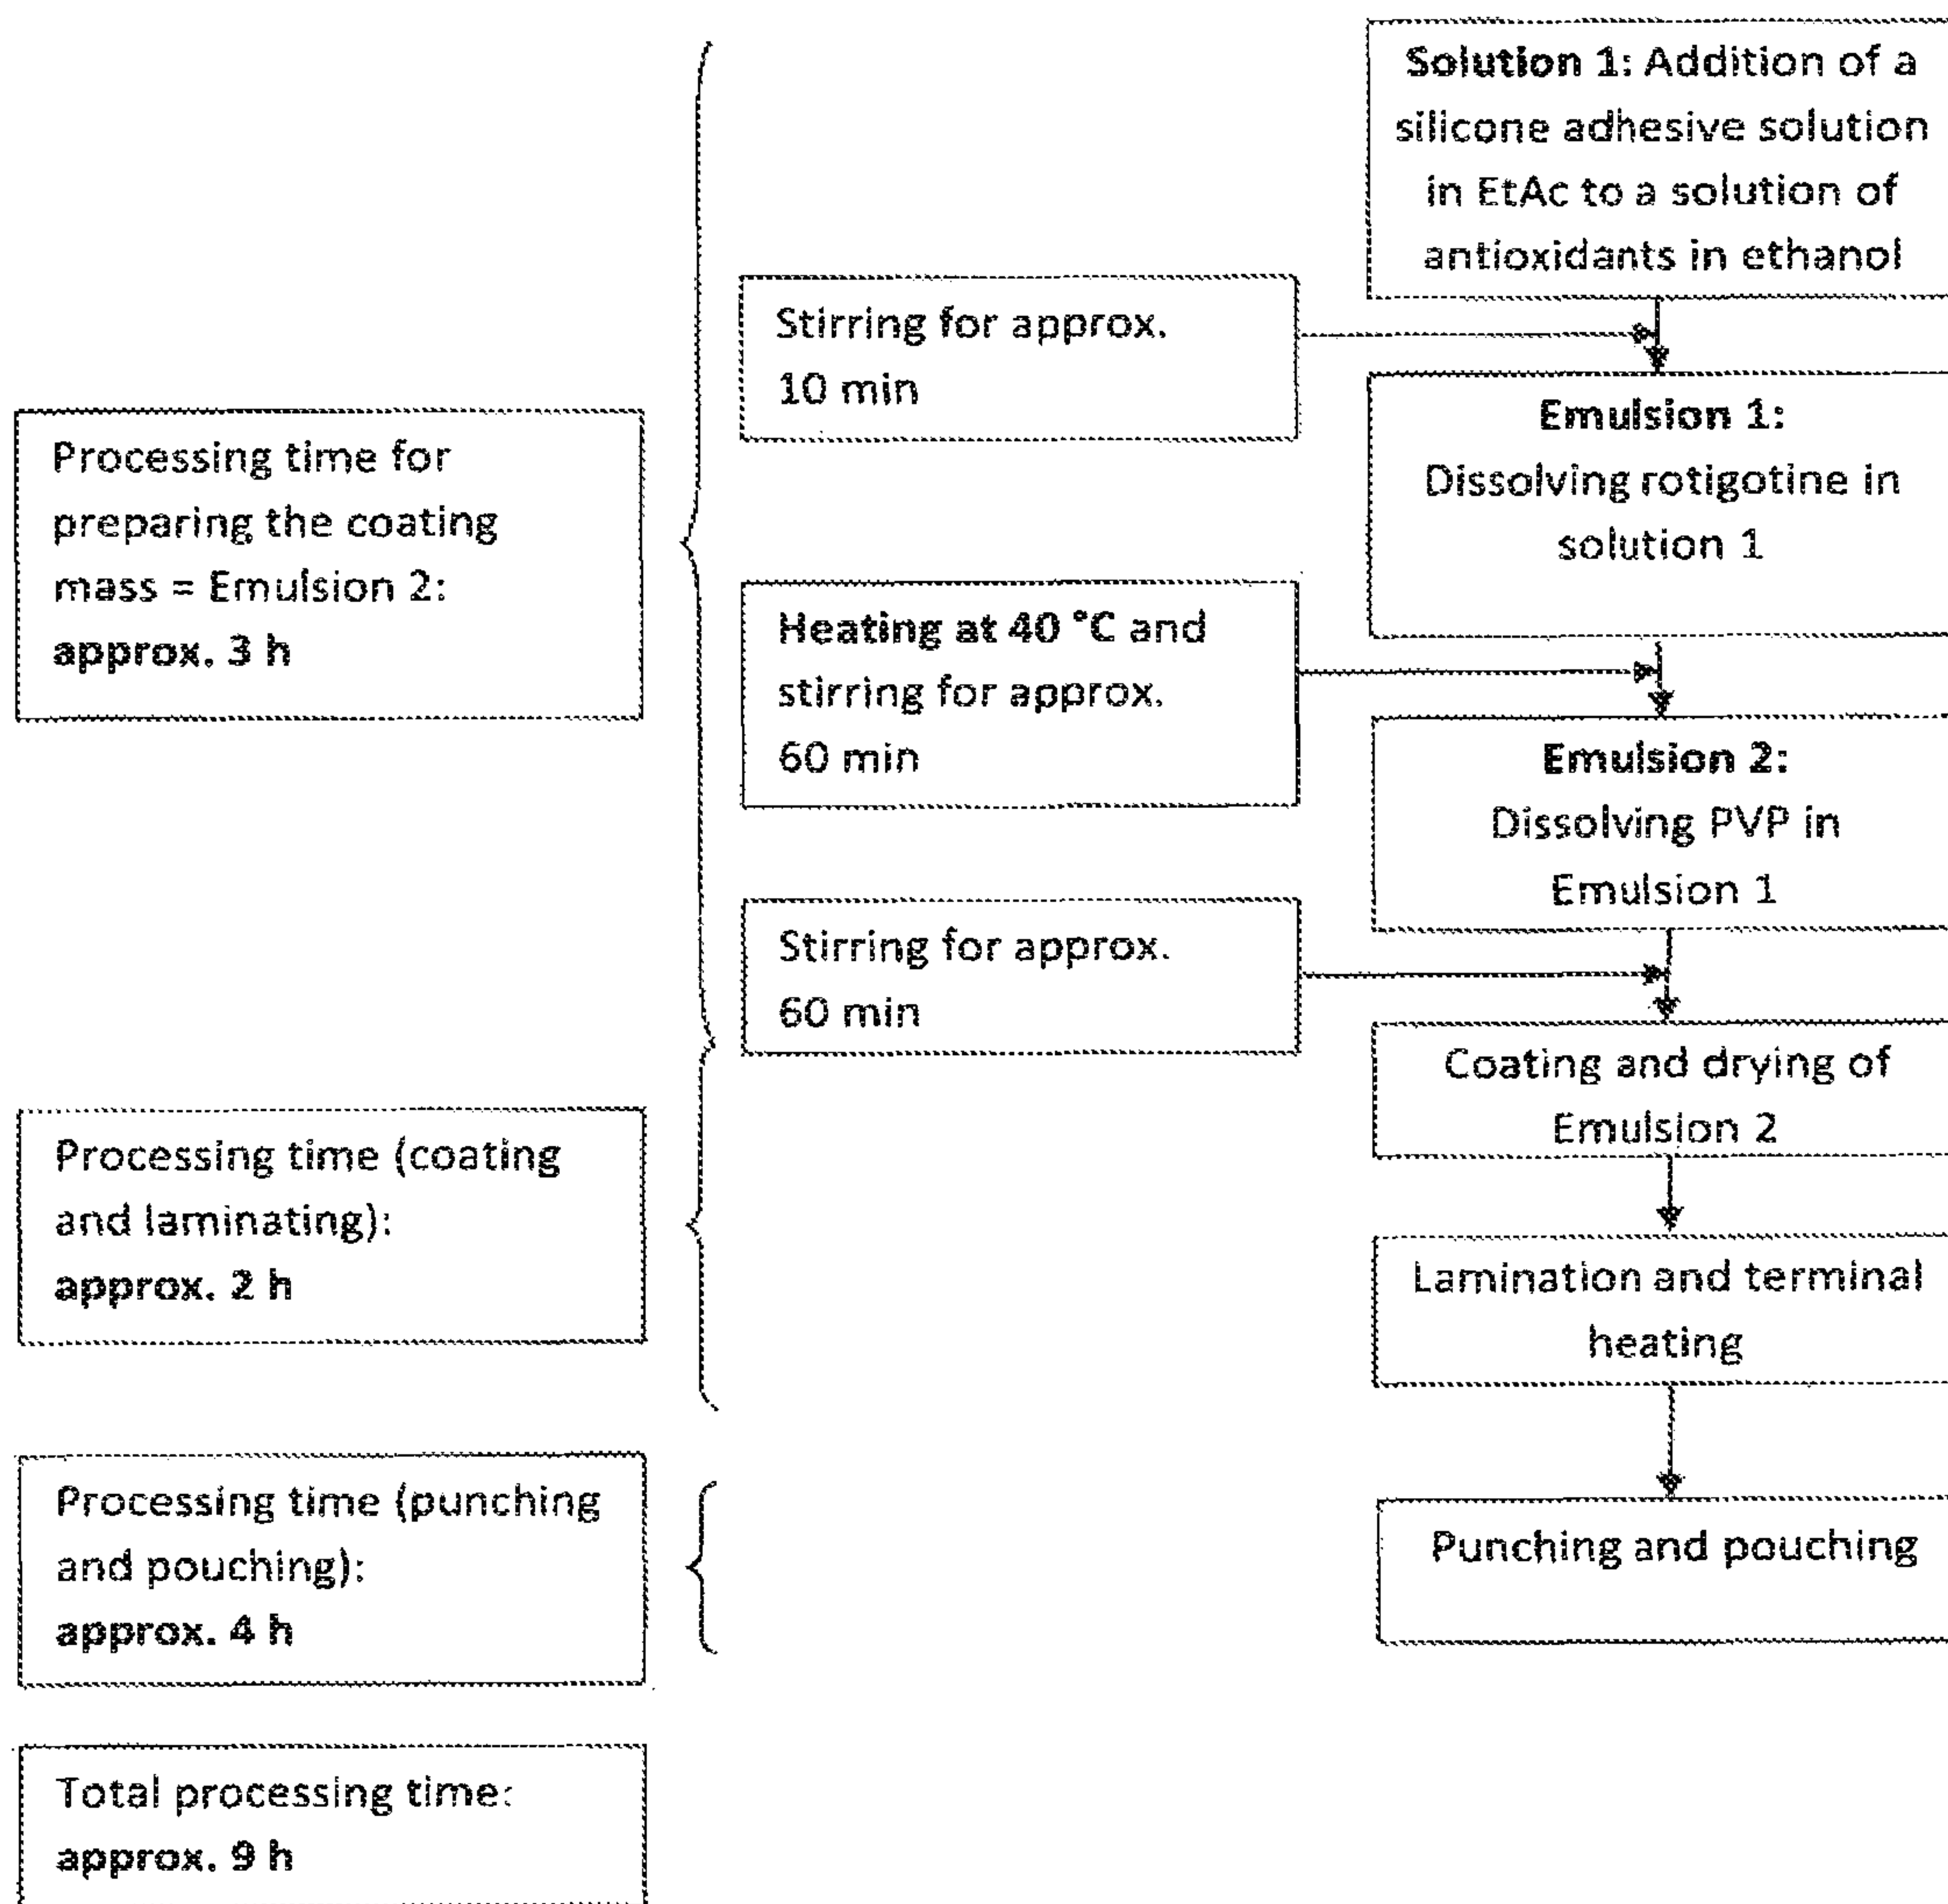 Solution 1: Addition of a
silicone adhesive solution
in EtAc to a solution of
antioxidants in ethanol
Stirring for approx.
10 min
Emulsion 1:
Dissolving rotigotine in
solution 1
Processing time for
preparing the coating
mass = Emulsion 2:
approx. 3 h
Heating at 40 °C and
stirring for approx.
60 min
Emulsion 2:
Dissolving PVP in
Emulsion 1
Stirring for approx.
60 min
Coating and drying of
Emulsion 2
Processing time (coating
and laminating):
approx. 2 h
Lamination and terminal
heating
Processing time (punching
and pouching):
approx. 4 h
Punching and pouching
Total processing time:
approx. 9 h